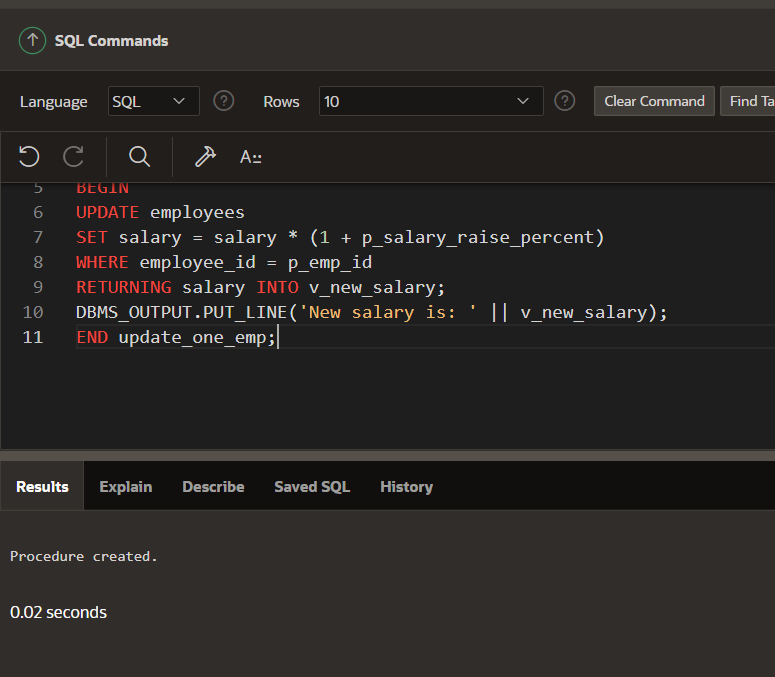 SQL Commands
Language SQL ? Rows 10 ? Clear Command Find Ta
A::
5 BEGIN
6 UPDATE employees
7 SET salary = salary * (1 + p_salary_raise_percent)
8 WHERE employee_id = p_emp_id
9 RETURNING salary INTO v_new_salary;
10 DBMS_OUTPUT.PUT_LINE('New salary is: ' || v_new_salary);
11 END update_one_emp;
Results Explain Describe Saved SQL History
Procedure created.
0.02 seconds